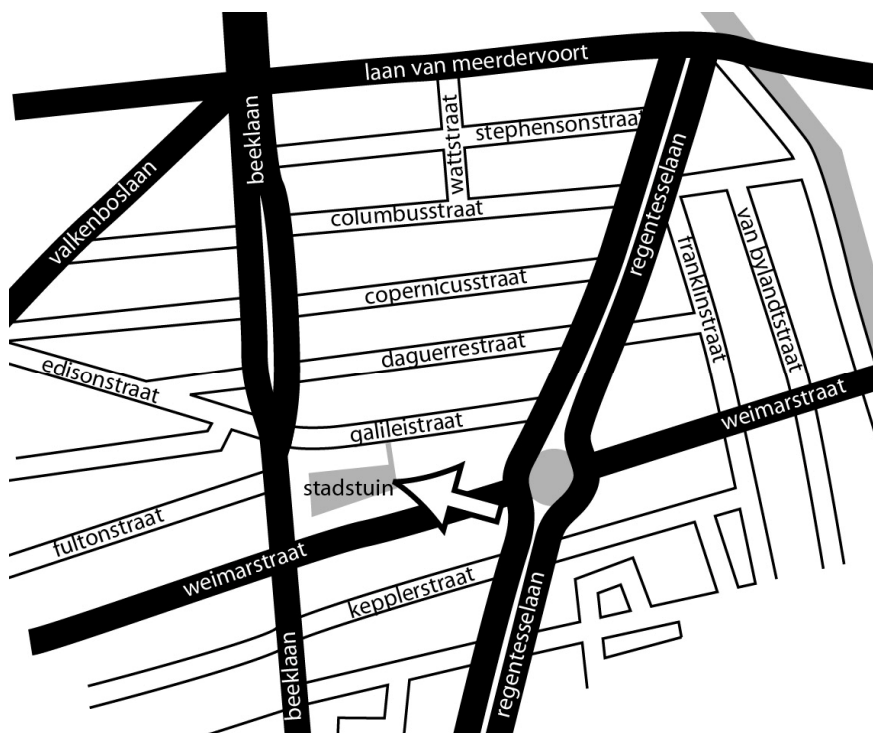 laan van meerdervoort
stephensonstraat
wattstraat
beeklaan
valkenboslaan
columbusstraat
regentesselaan
franklinstraat
van bylandtstraat
copernicusstraat
daguerrestraat
edisonstraat
weimarstraat
galileistraat
stadstuin
fultonstraat
weimarstraat
kepplerstraat
regentesselaan
beeklaan